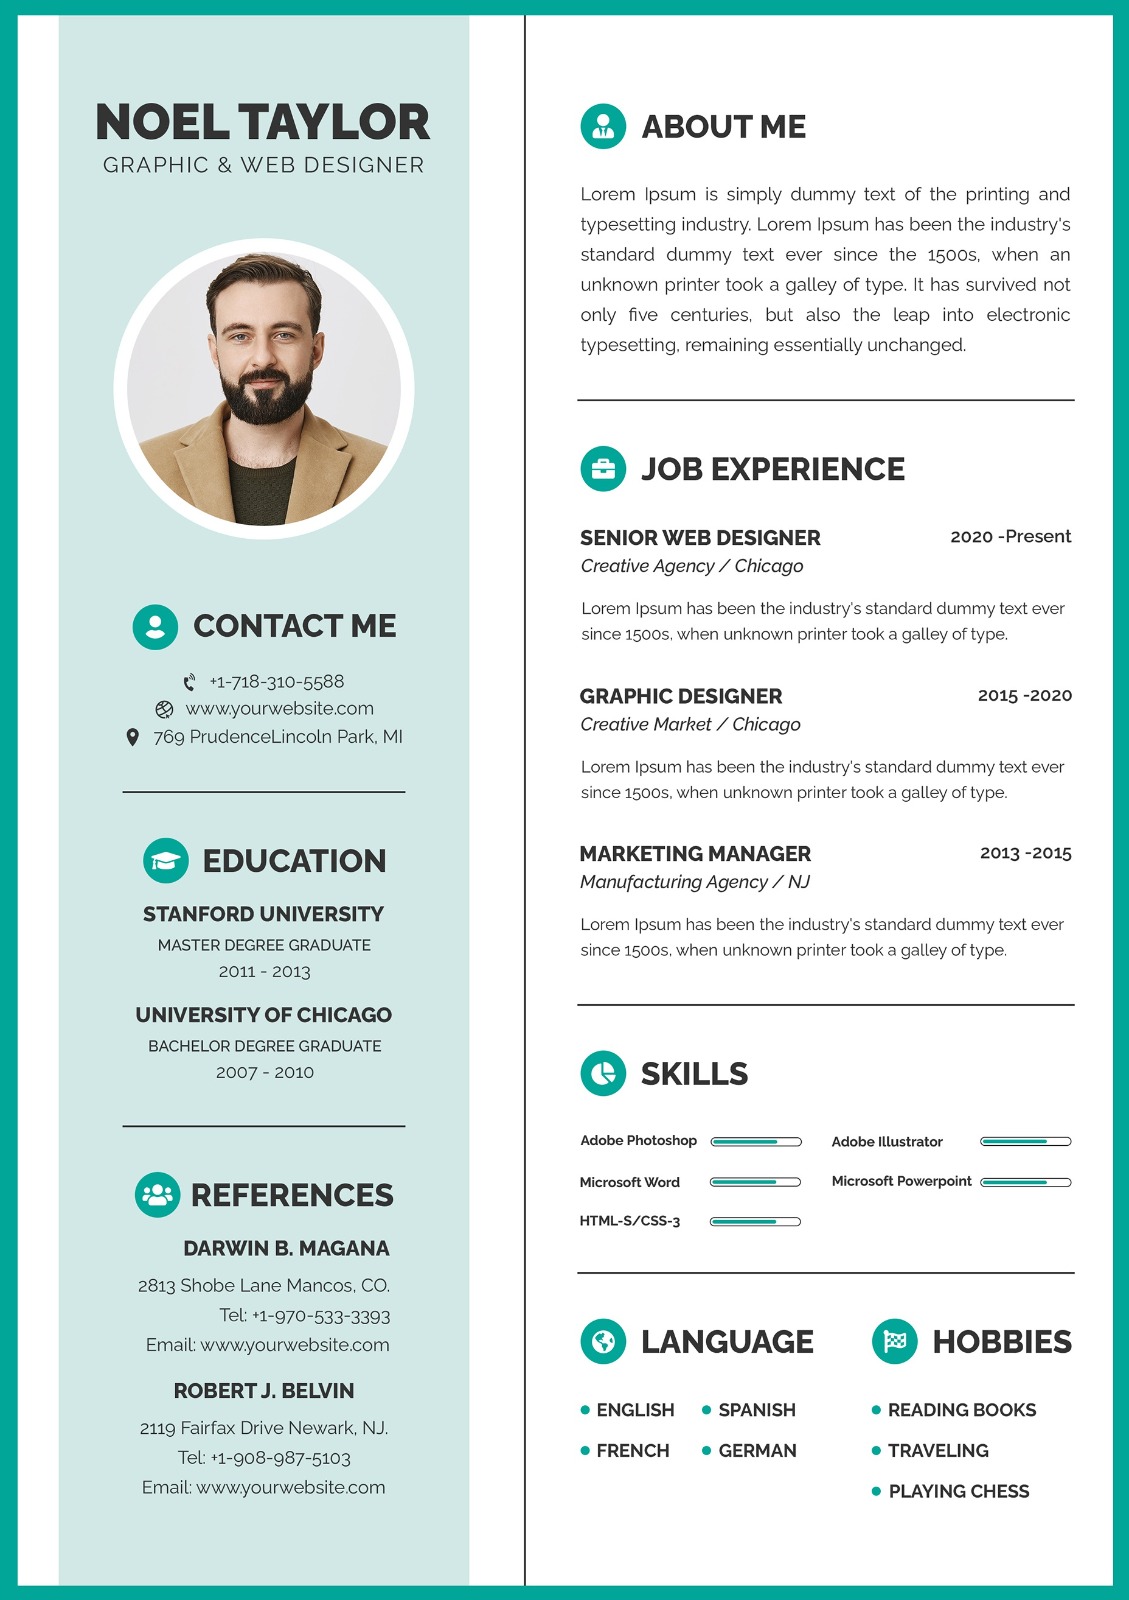 NOEL TAYLOR
GRAPHIC & WEB DESIGNER
CONTACT ME
+1-718-310-5588
www.yourwebsite.com
769 PrudenceLincoln Park, MI
EDUCATION
STANFORD UNIVERSITY
MASTER DEGREE GRADUATE
2011 - 2013
UNIVERSITY OF CHICAGO
BACHELOR DEGREE GRADUATE
2007 - 2010
REFERENCES
DARWIN B. MAGANA
2813 Shobe Lane Mancos, CO.
Tel: +1-970-533-3393
Email: www.yourwebsite.com
ROBERT J. BELVIN
2119 Fairfax Drive Newark, NJ.
Tel: +1-908-987-5103
Email: www.yourwebsite.com
ABOUT ME
Lorem Ipsum is simply dummy text of the printing and
typesetting industry. Lorem Ipsum has been the industry's
standard dummy text ever since the 1500s, when an
unknown printer took a galley of type. It has survived not
only five centuries, but also the leap into electronic
typesetting, remaining essentially unchanged.
JOB EXPERIENCE
SENIOR WEB DESIGNER 2020 -Present
Creative Agency / Chicago
Lorem Ipsum has been the industry's standard dummy text ever
since 1500s, when unknown printer took a galley of type.
GRAPHIC DESIGNER 2015 -2020
Creative Market / Chicago
Lorem Ipsum has been the industry's standard dummy text ever
since 1500s, when unknown printer took a galley of type.
MARKETING MANAGER 2013 -2015
Manufacturing Agency / NJ
Lorem Ipsum has been the industry's standard dummy text ever
since 1500s, when unknown printer took a galley of type.
SKILLS
Adobe Photoshop Adobe Illustrator
Microsoft Word Microsoft Powerpoint
HTML-S/CSS-3
LANGUAGE
ENGLISH SPANISH
FRENCH GERMAN
HOBBIES
READING BOOKS
TRAVELING
PLAYING CHESS